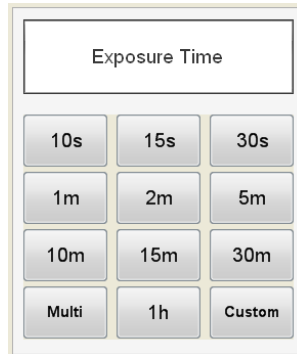 Exposure Time
10s 15s 30s
1m 2m 5m
10m 15m 30m
Multi 1h Custom